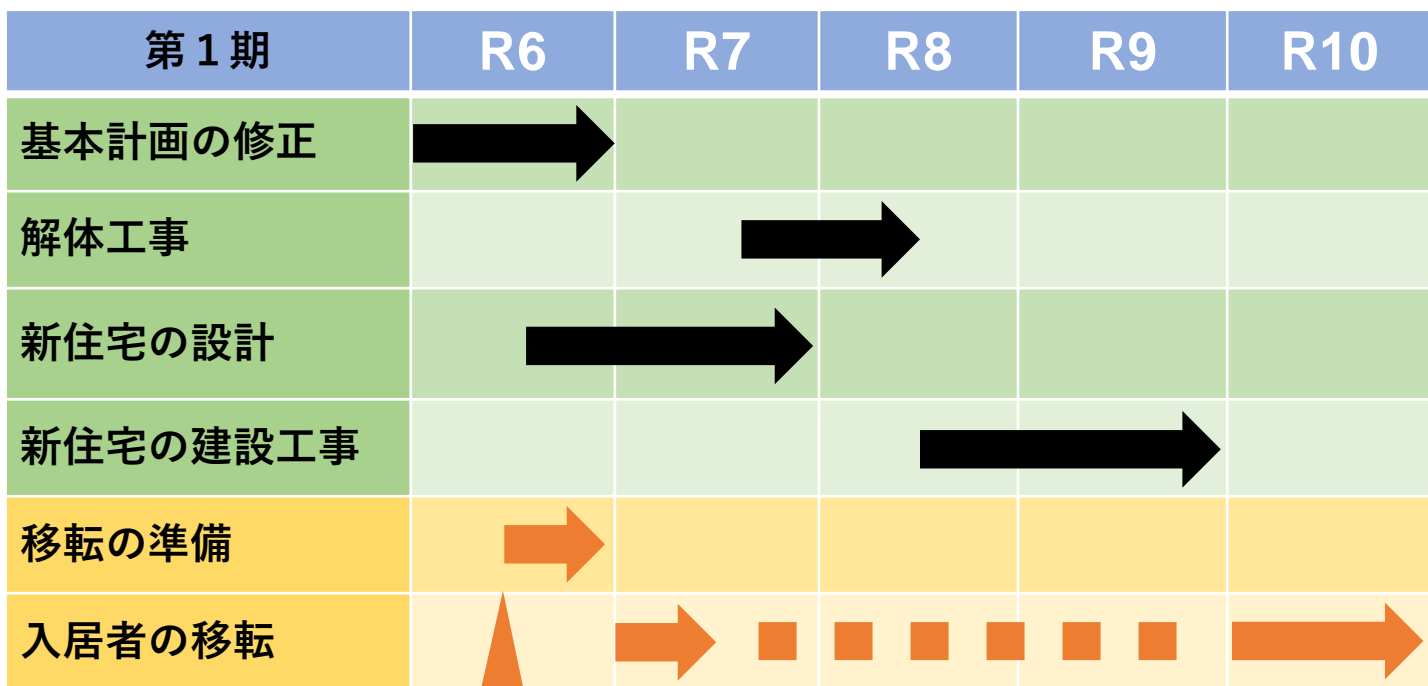 第１期 R6 R7 R8 R9 R10
基本計画の修正
解体工事
新住宅の設計
新住宅の建設工事
移転の準備
入居者の移転